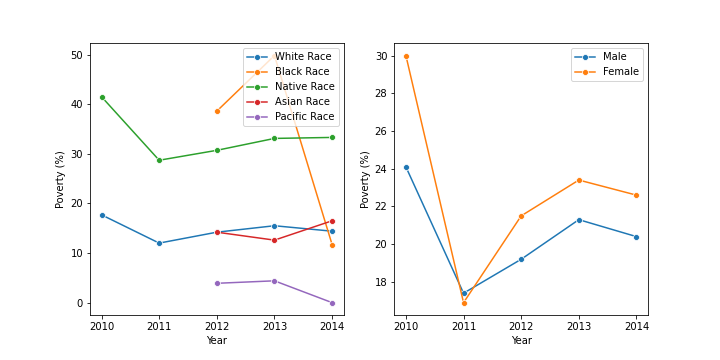 White Race
Black Race
Native Race
Asian Race
Pacific Race
50
40
30
20
10
0
Poverty (%)
2010 2011 2012 2013 2014
Year
Male
Female
30
28
26
24
22
20
18
Poverty (%)
2010 2011 2012 2013 2014
Year